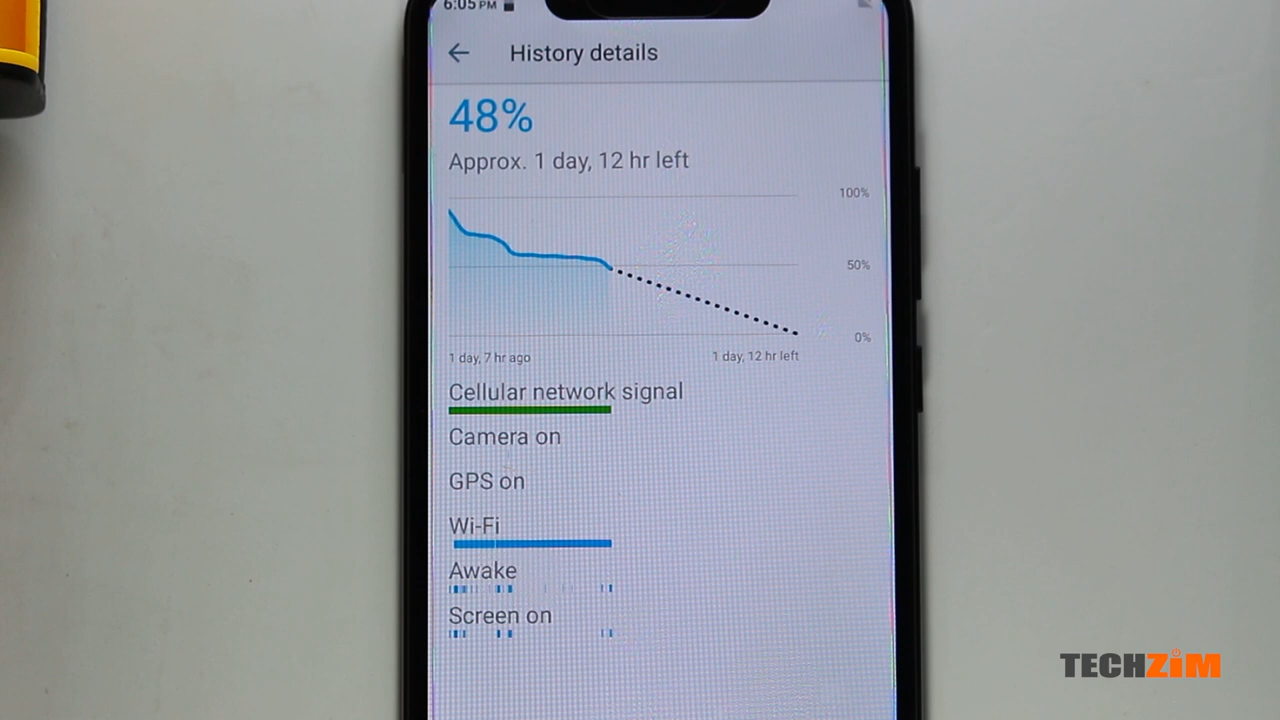 6:05 PM
History details
48%
Approx. 1 day, 12 hr left
100%
50%
0%
1 day, 7 hr ago
1 day, 12 hr left
Cellular network signal
Camera on
GPS on
Wi-Fi
Awake
Screen on
TECHZiM